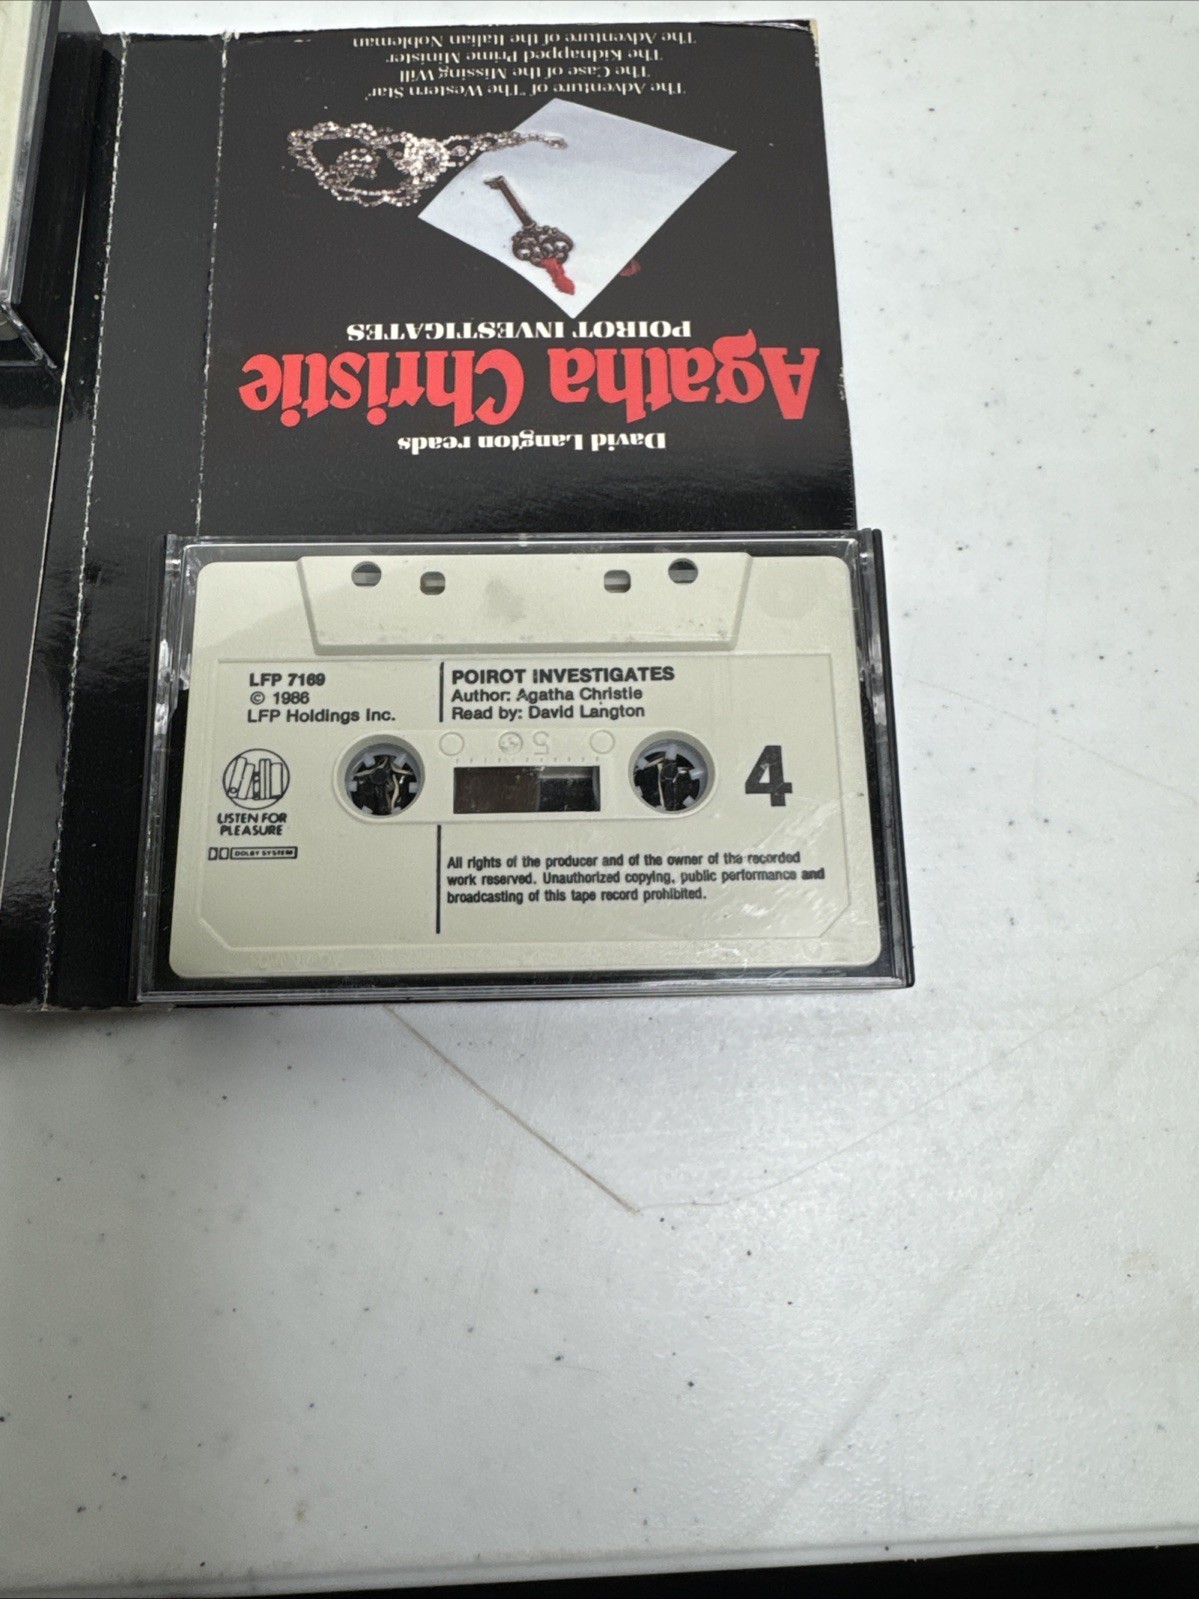 David Langton reads
Agatha Christie
POIROT INVESTIGATES
The Adventure of 'The Western Star'
The Case of the Missing Will
The Kidnapped Prime Minister
The Adventure of the Italian Nobleman
LFP 7169
© 1986
LFP Holdings Inc.
POIROT INVESTIGATES
Author: Agatha Christie
Read by: David Langton
LISTEN FOR
PLEASURE
DOLBY SYSTEM
4
All rights of the producer and of the owner of the recorded
work reserved. Unauthorized copying, public performance and
broadcasting of this tape record prohibited.